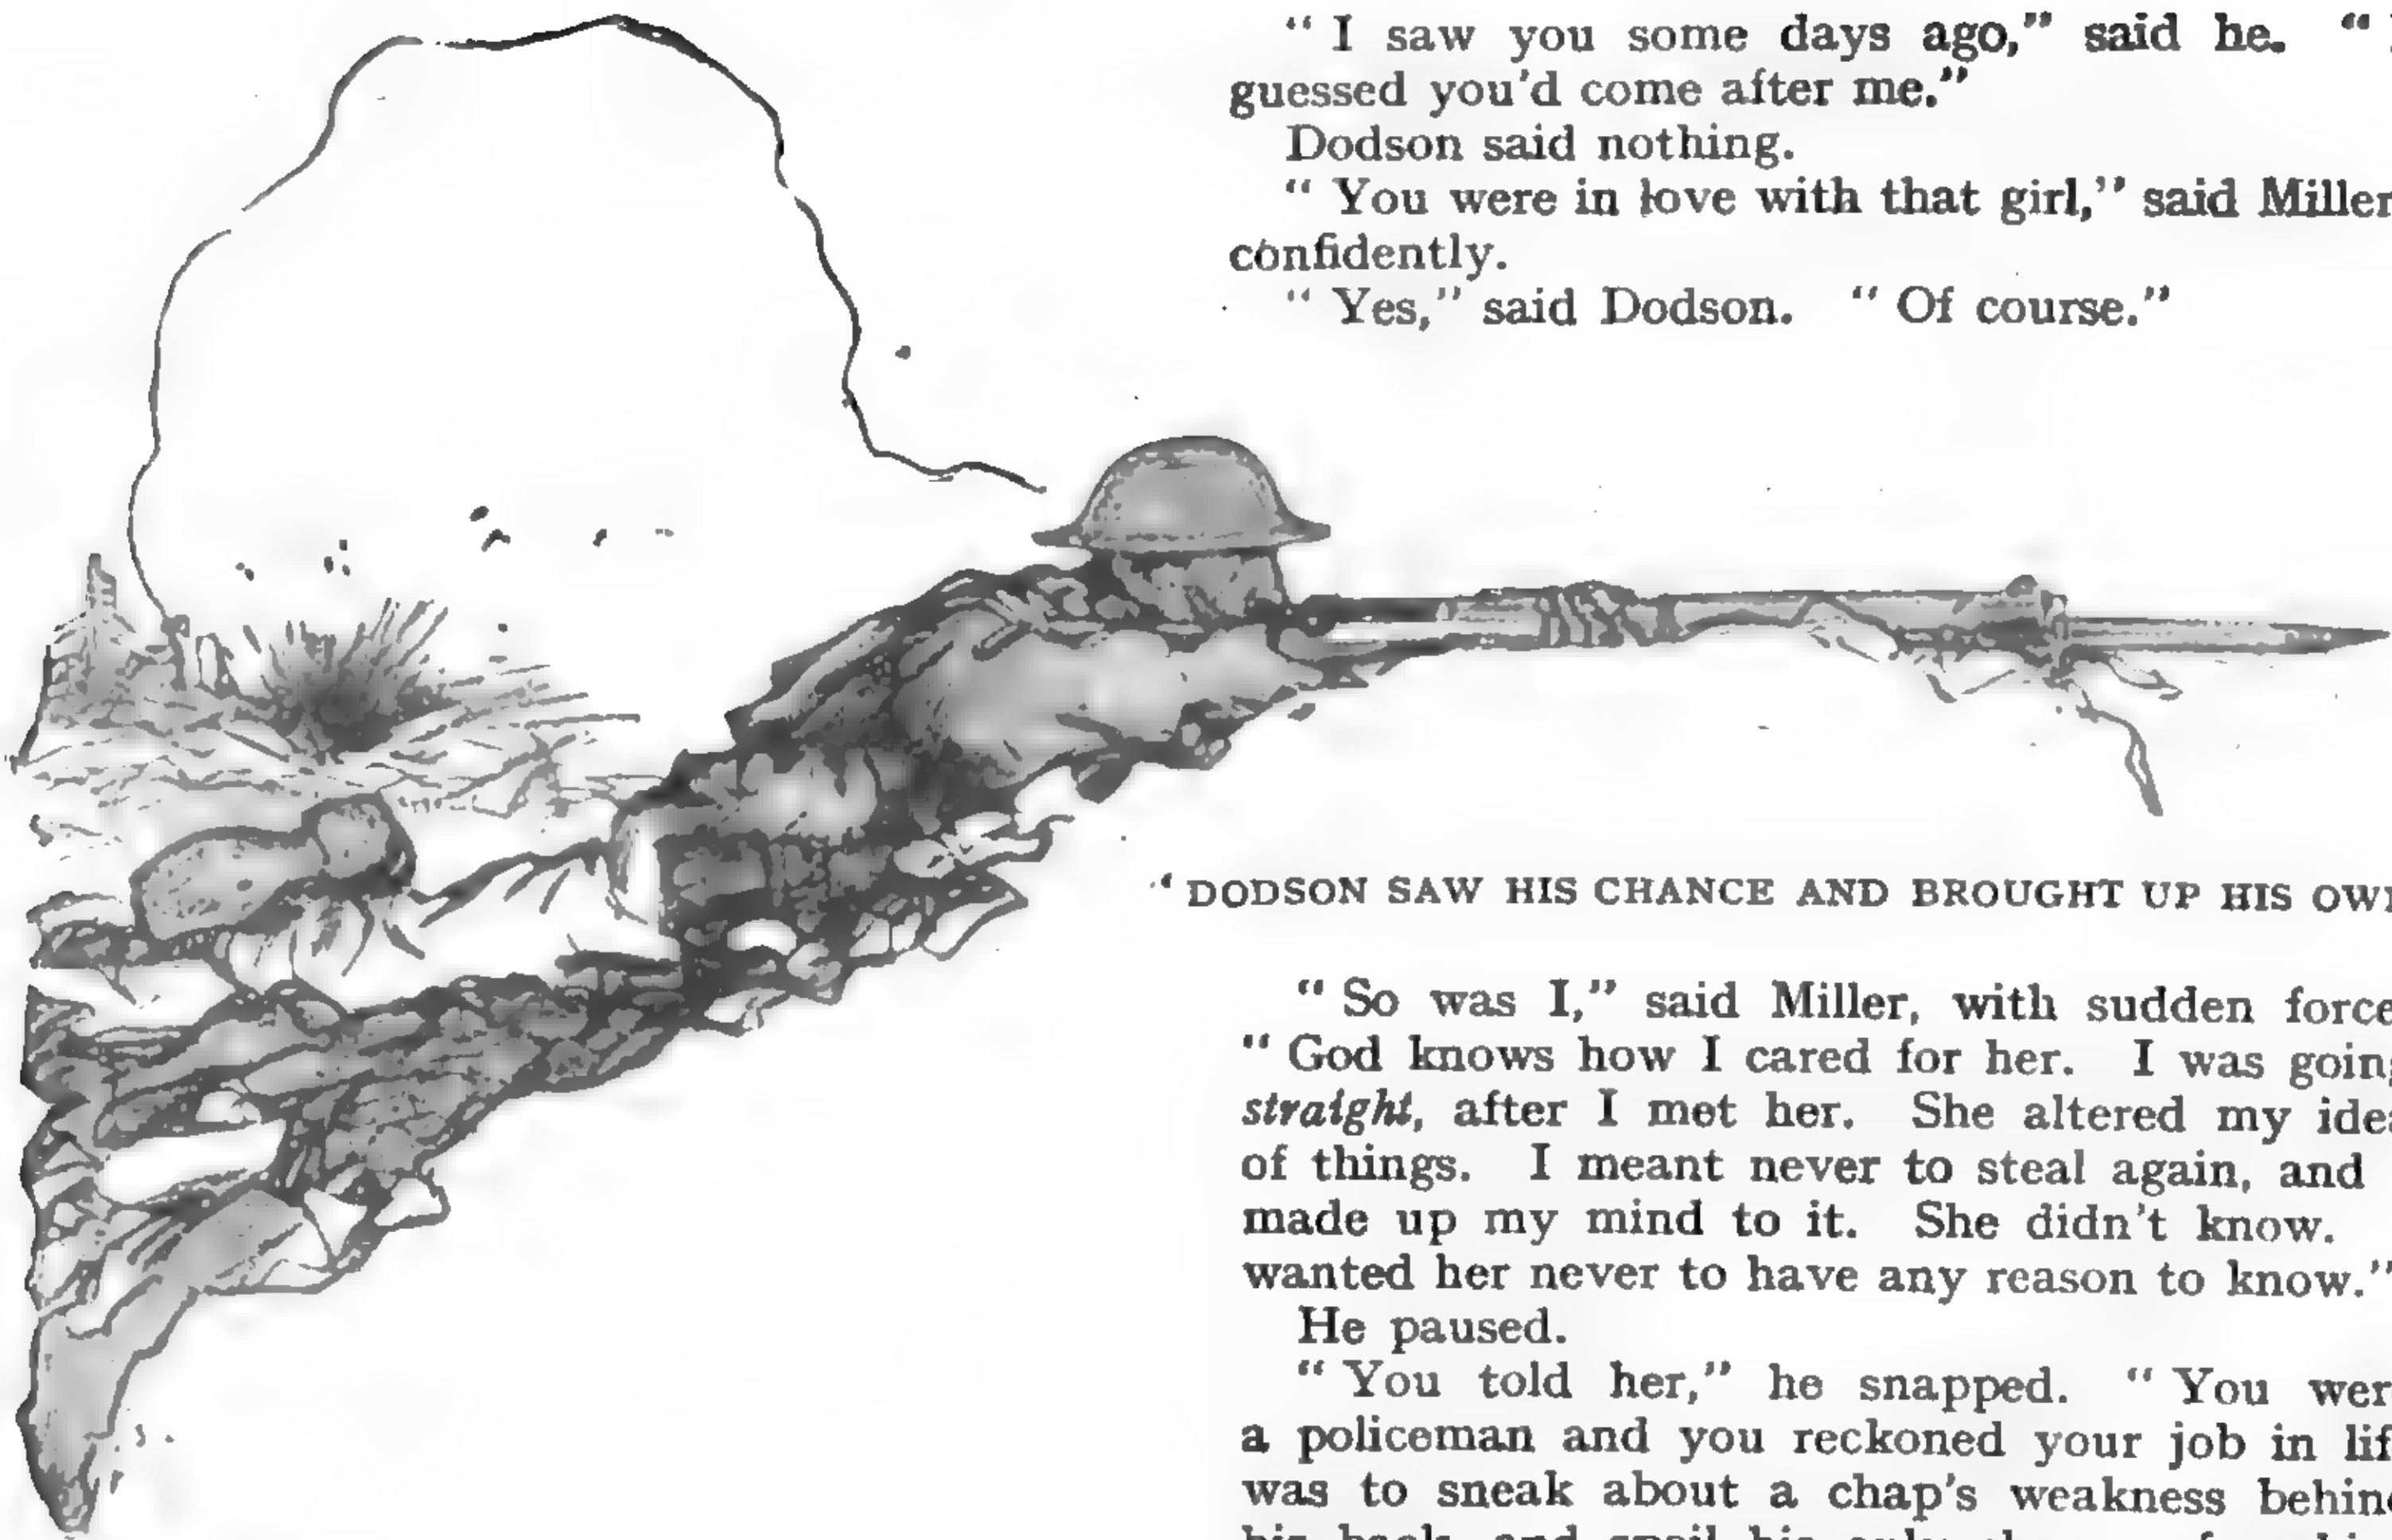 “ I saw you some days ago,” said he. “
guessed you'd come after me.”
Dodson said nothing.
“ You were in love with that girl,” said Miller
confidently.
“ Yes,” said Dodson. “ Of course.”
‘ DODSON SAW HIS CHANCE AND BROUGHT UP HIS OW
“ So was I,” said Miller, with sudden force
“ God knows how I cared for her. I was going
straight, after I met her. She altered my idea
of things. I meant never to steal again, and
made up my mind to it. She didn't know.
wanted her never to have any reason to know.”
He paused.
“ You told her,” he snapped. “ You wer
a policeman and you reckoned your job in lif
was to sneak about a chap's weakness behind